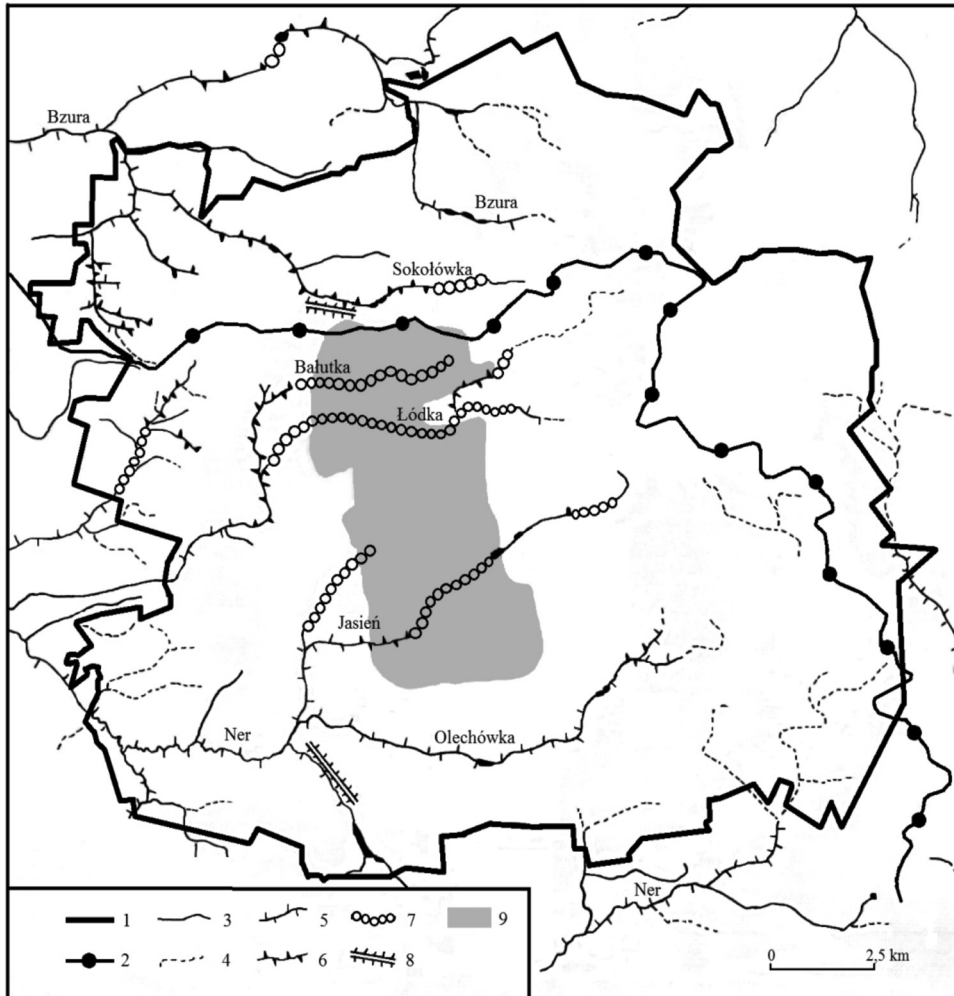 Bzura
Bzura
Sokołówka
Bałutka
Łódka
Jasień
Ner
Olechówka
Ner
1 3 5 7 9
2 4 6 8
0 2,5 km